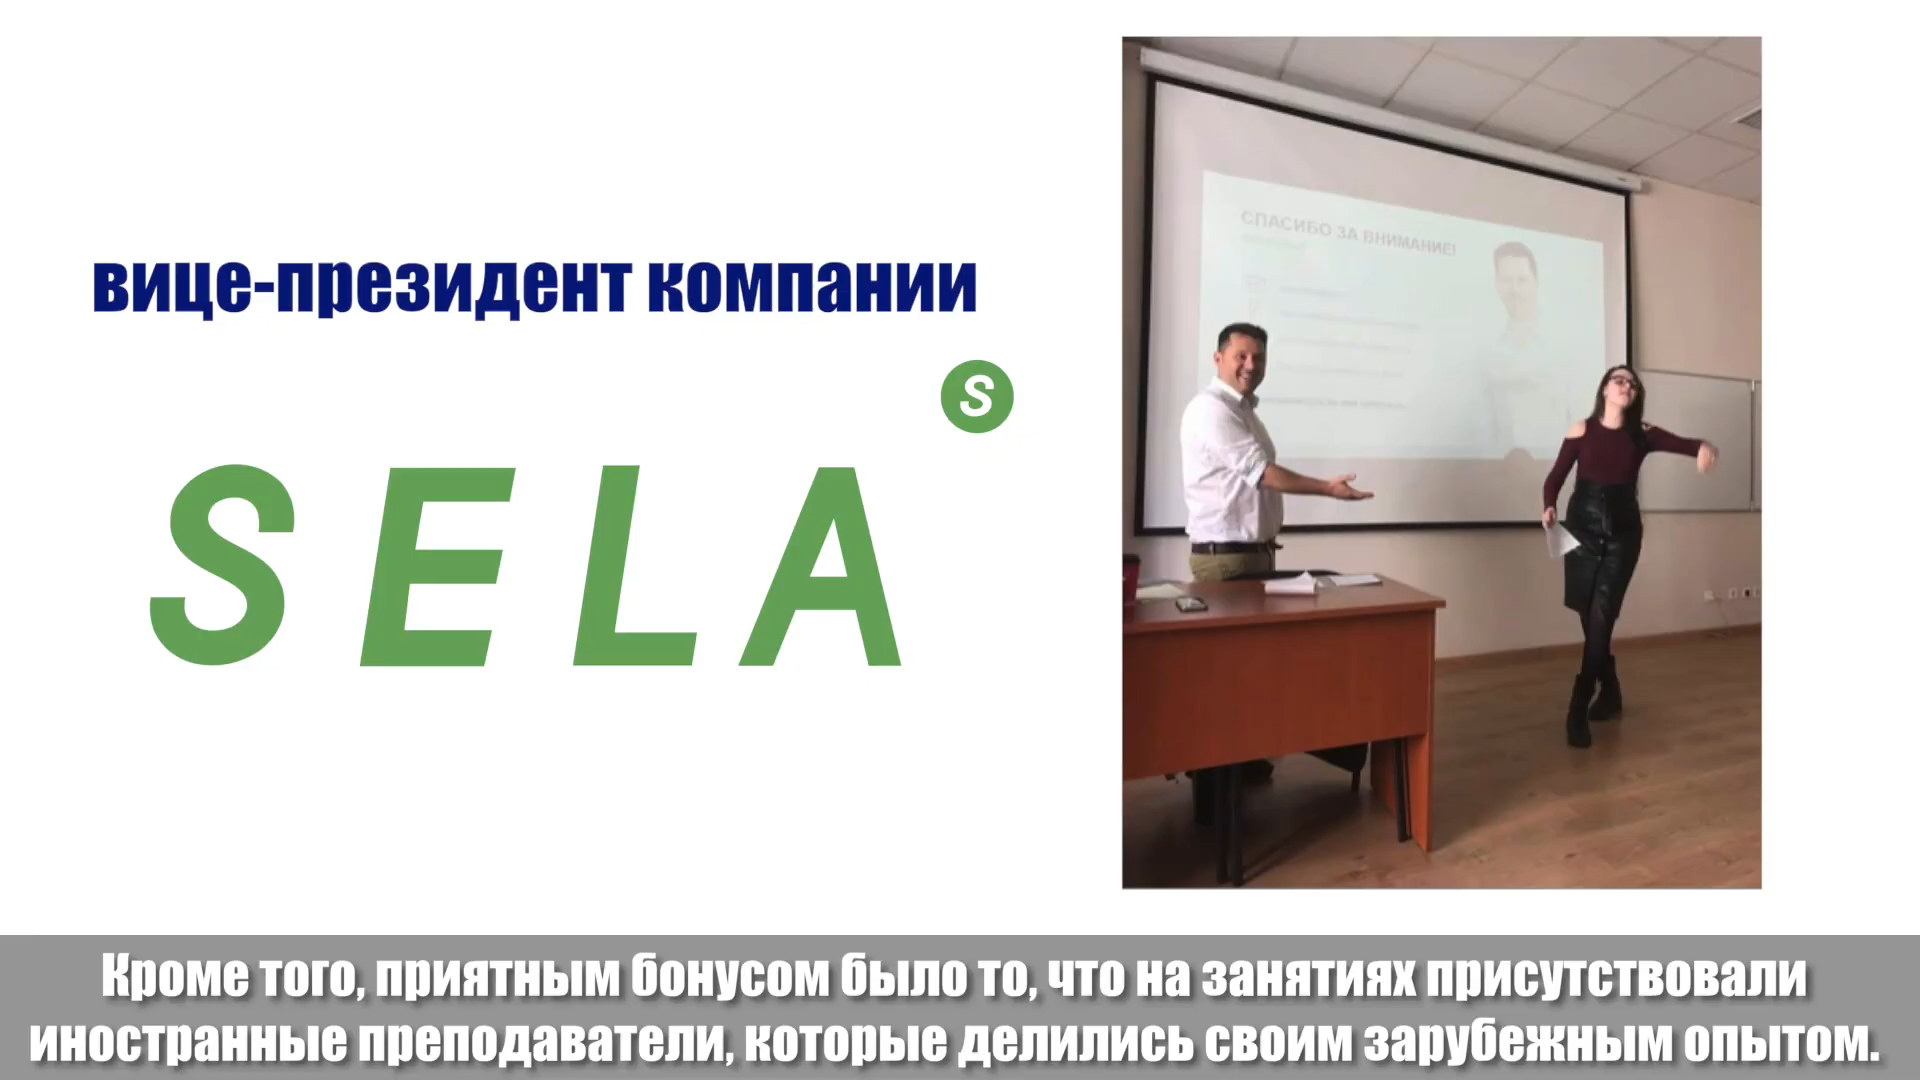 вице-президент компании
S
SELA
СПАСИБО ЗА ВНИМАНИЕ!
Кроме того, приятным бонусом было то, что на занятиях присутствовали
иностранные преподаватели, которые делились своим зарубежным опытом.